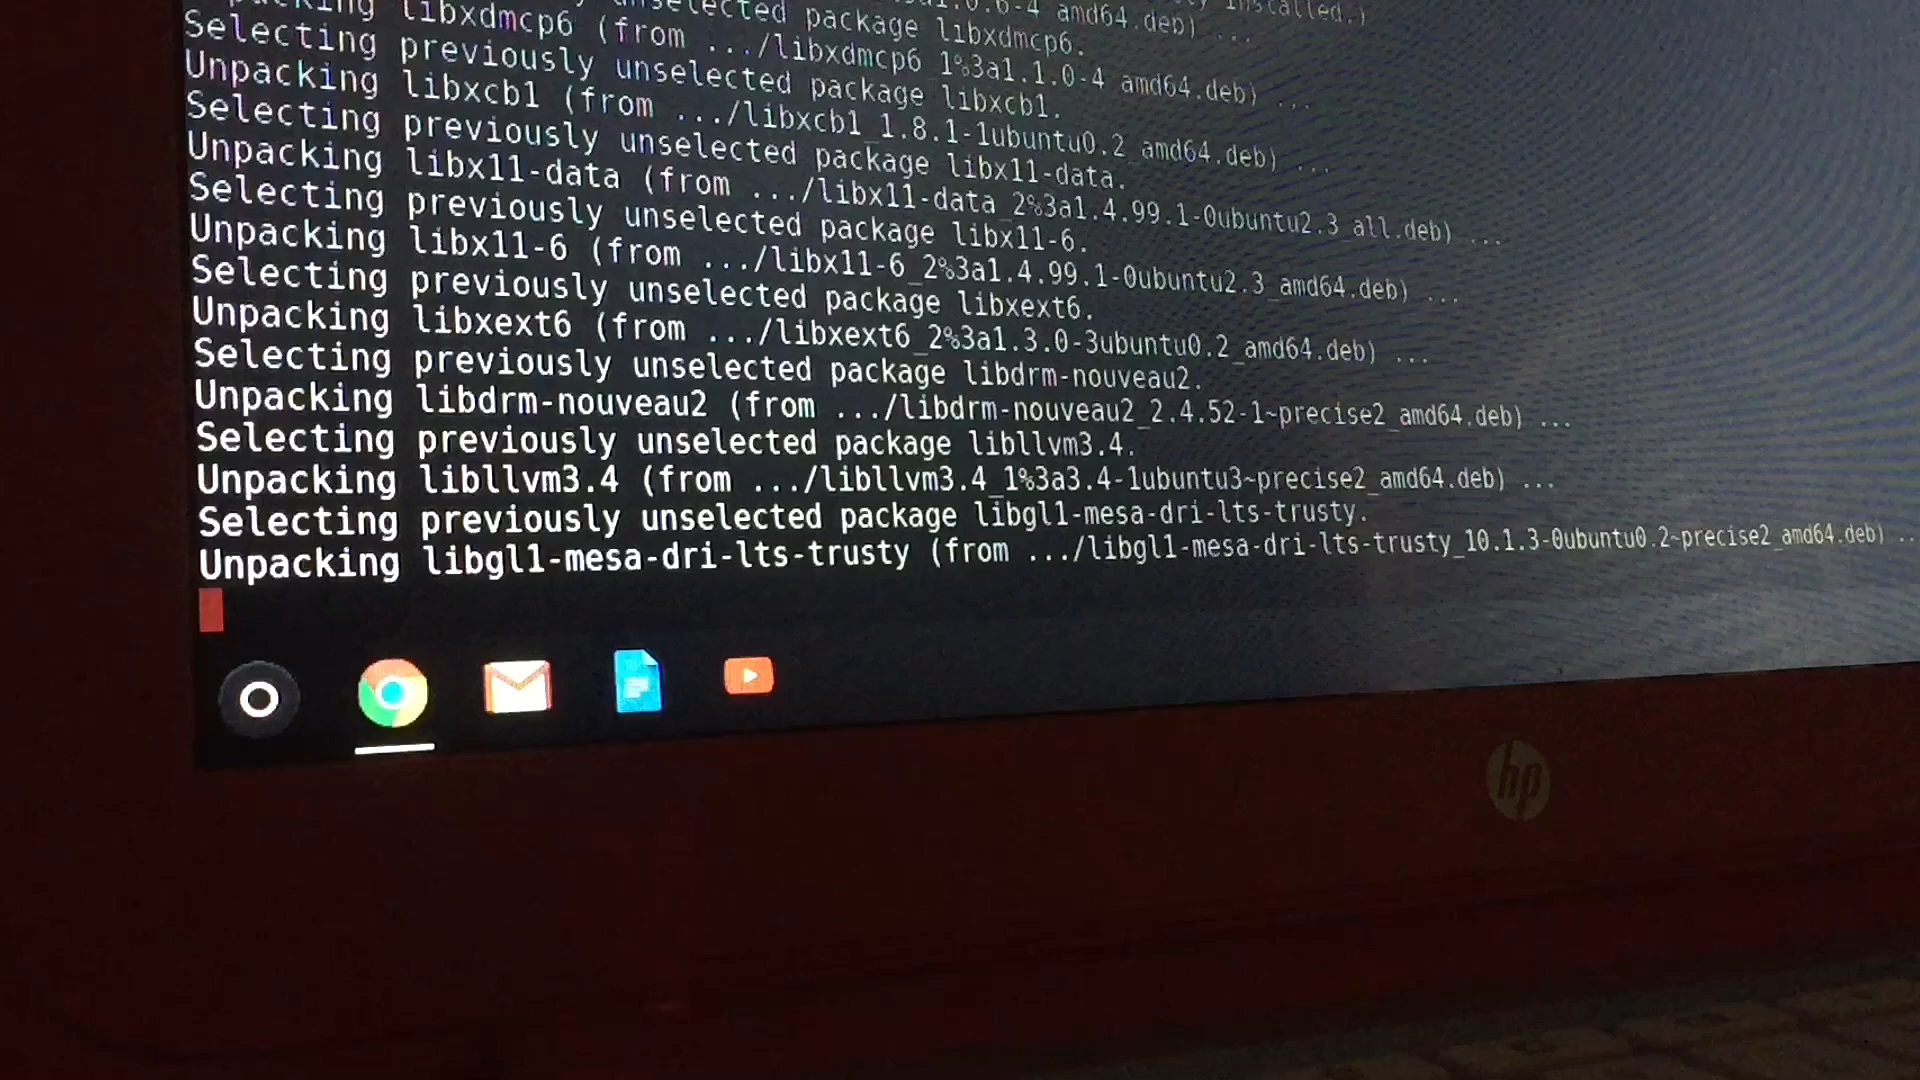 libxdmcp6 (from .../libxdmcp6_1%3a1.1.0-4_amd64.deb) ...
Selecting previously unselected package libxcb1.
Unpacking libxcb1 (from .../libxcb1_1.8.1-1ubuntu0.2_amd64.deb) ...
Selecting previously unselected package libx11-data.
Unpacking libx11-data (from .../libx11-data_2%3a1.4.99.1-0ubuntu2.3_all.deb) ...
Selecting previously unselected package libx11-6.
Unpacking libx11-6 (from .../libx11-6_2%3a1.4.99.1-0ubuntu2.3_amd64.deb) ...
Selecting previously unselected package libxext6.
Unpacking libxext6 (from .../libxext6_2%3a1.3.0-3ubuntu0.2_amd64.deb) ...
Selecting previously unselected package libdrm-nouveau2.
Unpacking libdrm-nouveau2 (from .../libdrm-nouveau2_2.4.52-1~precise2_amd64.deb) ...
Selecting previously unselected package libllvm3.4.
Unpacking libllvm3.4 (from .../libllvm3.4_1%3a3.4-1ubuntu3~precise2_amd64.deb) ...
Selecting previously unselected package libgl1-mesa-dri-lts-trusty.
Unpacking libgl1-mesa-dri-lts-trusty (from .../libgl1-mesa-dri-lts-trusty_10.1.3-0ubuntu0.2~precise2_amd64.deb) ..
hp